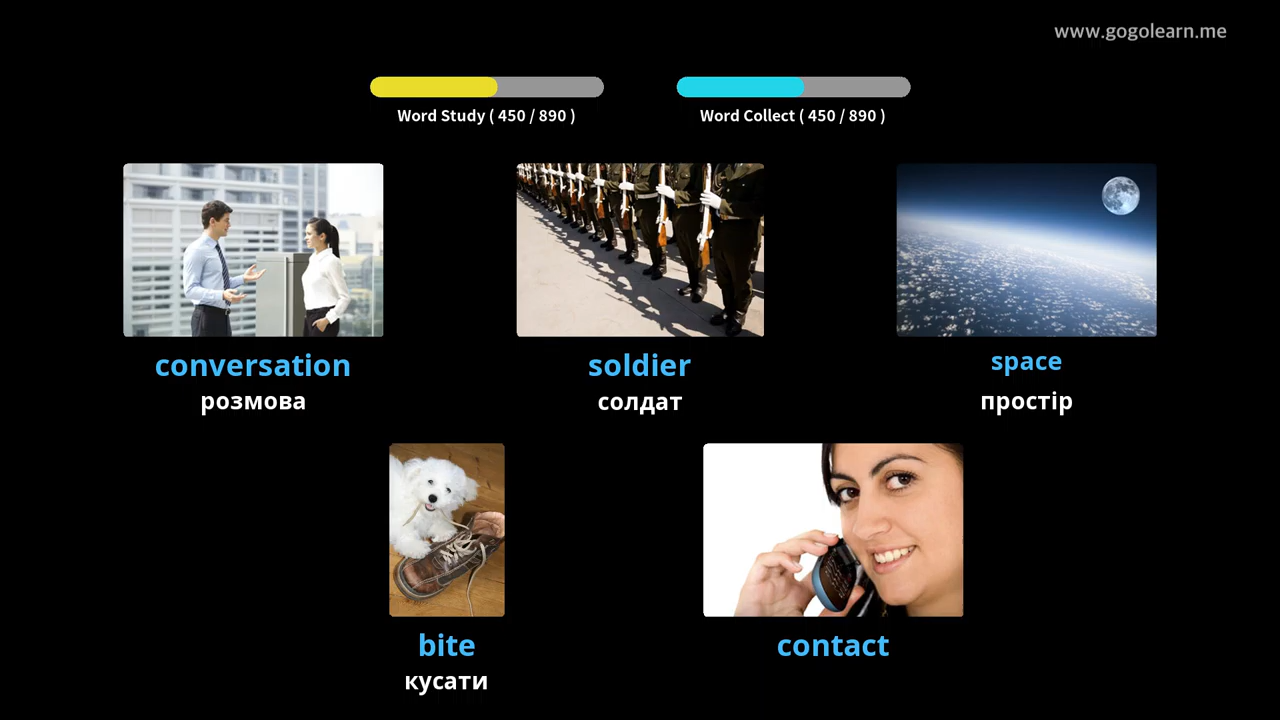 www.gogolearn.me
Word Study ( 450 / 890 )
Word Collect ( 450 / 890 )
conversation
розмова
soldier
солдат
space
простір
bite
кусати
contact